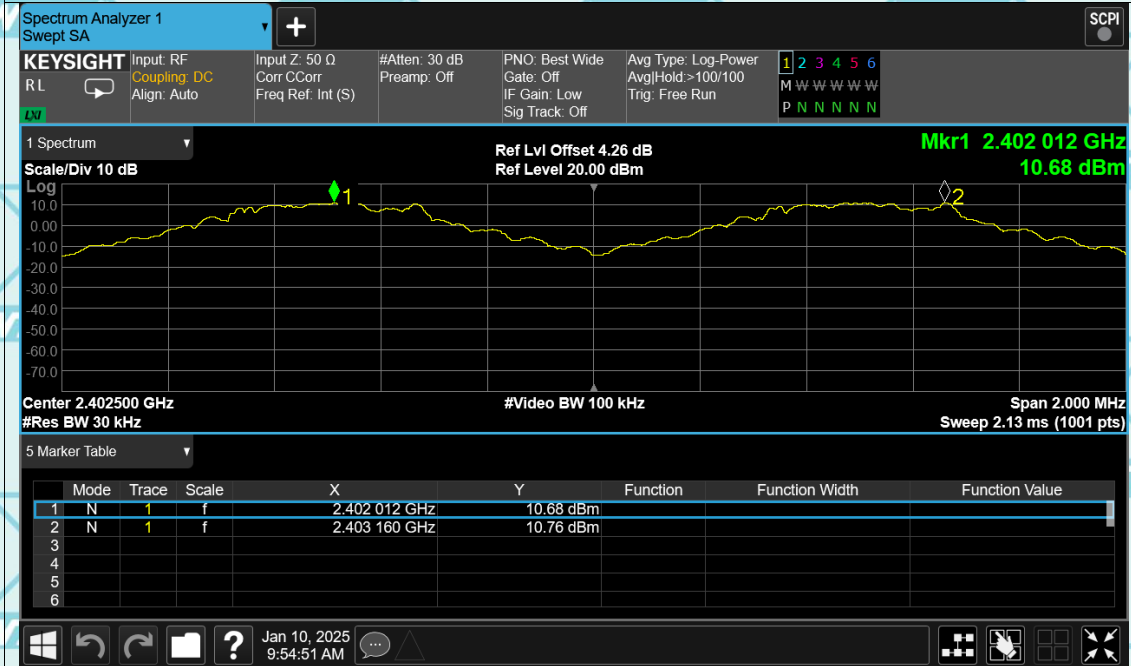 Spectrum Analyzer 1
Swept SA
+
SCPI
KEYSIGHT
RL
LXI
Input: RF
Coupling: DC
Align: Auto
Input Z: 50 Ω
Corr CCorr
Freq Ref: Int (S)
#Atten: 30 dB
Preamp: Off
PNO: Best Wide
Gate: Off
IF Gain: Low
Sig Track: Off
Avg Type: Log-Power
Avg|Hold:>100/100
Trig: Free Run
1 2 3 4 5 6
M W W W W W
P N N N N N
1 Spectrum
Scale/Div 10 dB
Ref Lvl Offset 4.26 dB
Ref Level 20.00 dBm
Mkr1 2.402 012 GHz
10.68 dBm
Log
10.0
0.00
-10.0
-20.0
-30.0
-40.0
-50.0
-60.0
-70.0
1
2
Center 2.402500 GHz
#Video BW 100 kHz
Span 2.000 MHz
#Res BW 30 kHz
Sweep 2.13 ms (1001 pts)
5 Marker Table
Mode Trace Scale X Y Function Function Width Function Value
1 N 1 f 2.402 012 GHz 10.68 dBm
2 N 1 f 2.403 160 GHz 10.76 dBm
3
4
5
6
?
Jan 10, 2025
9:54:51 AM